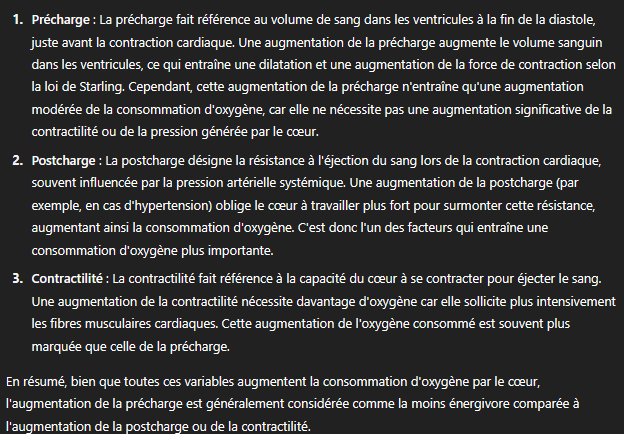 1. Précharge : La précharge fait référence au volume de sang dans les ventricules à la fin de la diastole,
juste avant la contraction cardiaque. Une augmentation de la précharge augmente le volume sanguin
dans les ventricules, ce qui entraîne une dilatation et une augmentation de la force de contraction selon
la loi de Starling. Cependant, cette augmentation de la précharge n'entraîne qu'une augmentation
modérée de la consommation d'oxygène, car elle ne nécessite pas une augmentation significative de la
contractilité ou de la pression générée par le cœur.
2. Postcharge : La postcharge désigne la résistance à l'éjection du sang lors de la contraction cardiaque,
souvent influencée par la pression artérielle systémique. Une augmentation de la postcharge (par
exemple, en cas d'hypertension) oblige le cœur à travailler plus fort pour surmonter cette résistance,
augmentant ainsi la consommation d'oxygène. C'est donc l'un des facteurs qui entraîne une
consommation d'oxygène plus importante.
3. Contractilité : La contractilité fait référence à la capacité du cœur à se contracter pour éjecter le sang.
Une augmentation de la contractilité nécessite davantage d'oxygène car elle sollicite plus intensivement
les fibres musculaires cardiaques. Cette augmentation de l'oxygène consommé est souvent plus
marquée que celle de la précharge.
En résumé, bien que toutes ces variables augmentent la consommation d'oxygène par le cœur,
l'augmentation de la précharge est généralement considérée comme la moins énergivore comparée à
l'augmentation de la postcharge ou de la contractilité.